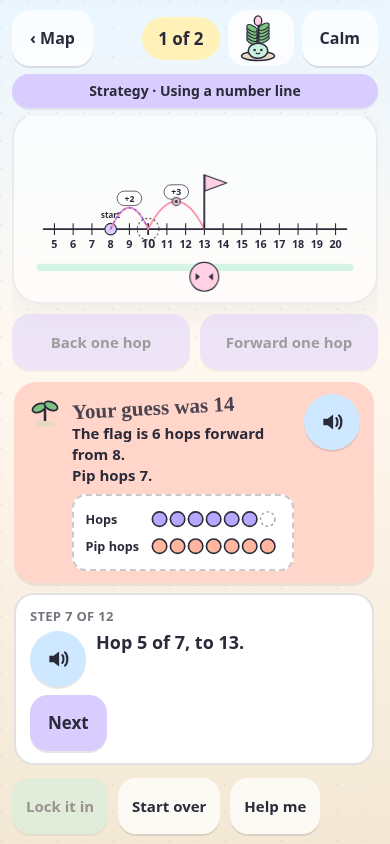 ‹ Map
1 of 2
Calm
Strategy · Using a number line
+2
+3
start
5 6 7 8 9 10 11 12 13 14 15 16 17 18 19 20
Back one hop
Forward one hop
Your guess was 14
The flag is 6 hops forward
from 8.
Pip hops 7.
Hops
Pip hops
STEP 7 OF 12
Hop 5 of 7, to 13.
Next
Lock it in
Start over
Help me